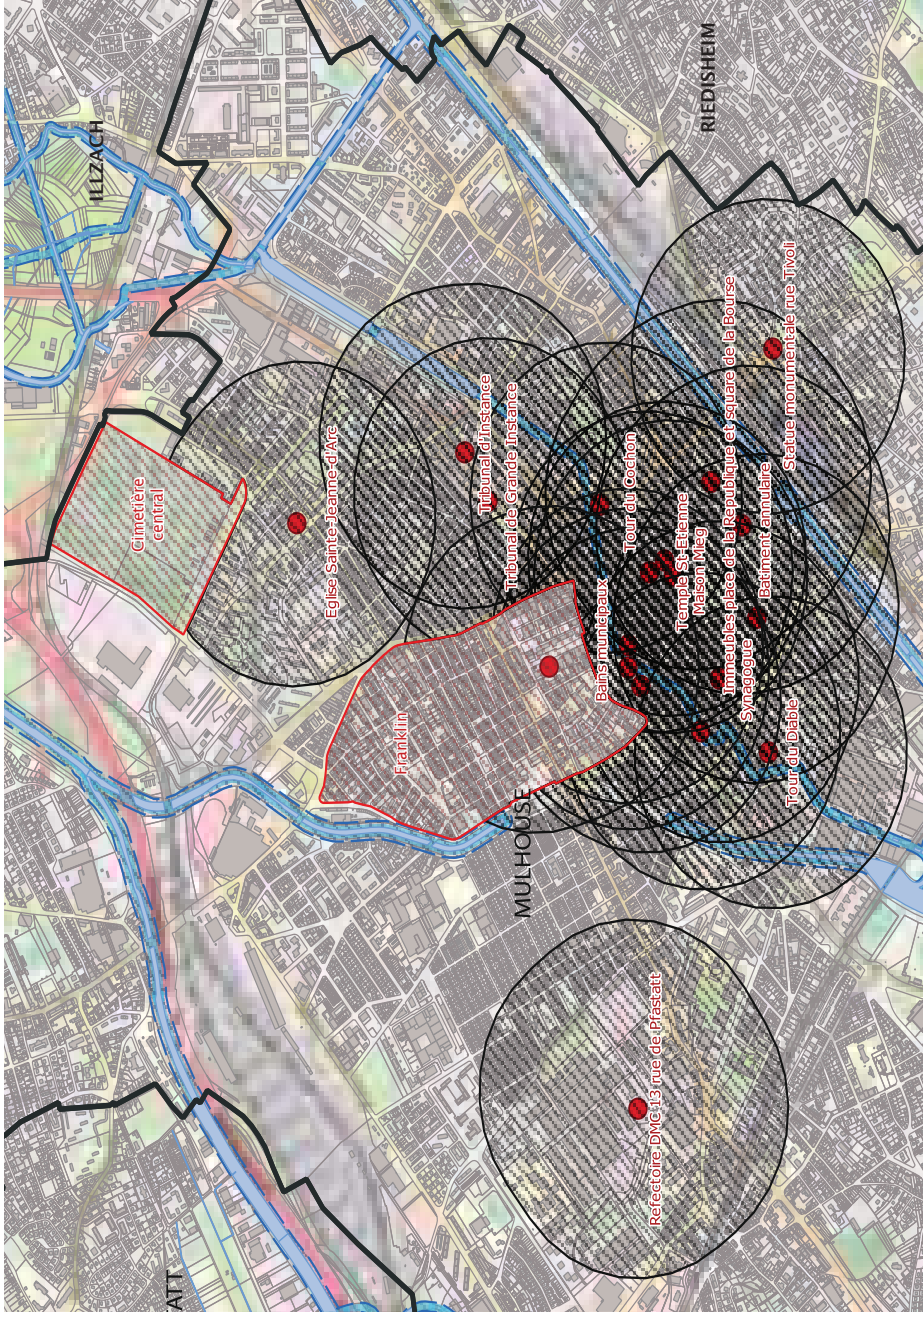 ILLZACH
Cimetière
central
ATT
Eglise Sainte-Jeanne-d'Arc
Franklin
Tribunal d'Instance
Tribunal de Grande Instance
MULHOUSE
Bains municipaux
Tour du Cochon
Refectoire DMC 13 rue de Pfastatt
Temple St-Etienne
Maison Mieg
RIEDISHEIM
Immeubles place de la Republique et square de la Bourse
Synagogue
Batiment annulaire
Statue monumentale rue Tivoli
Tour du Diable